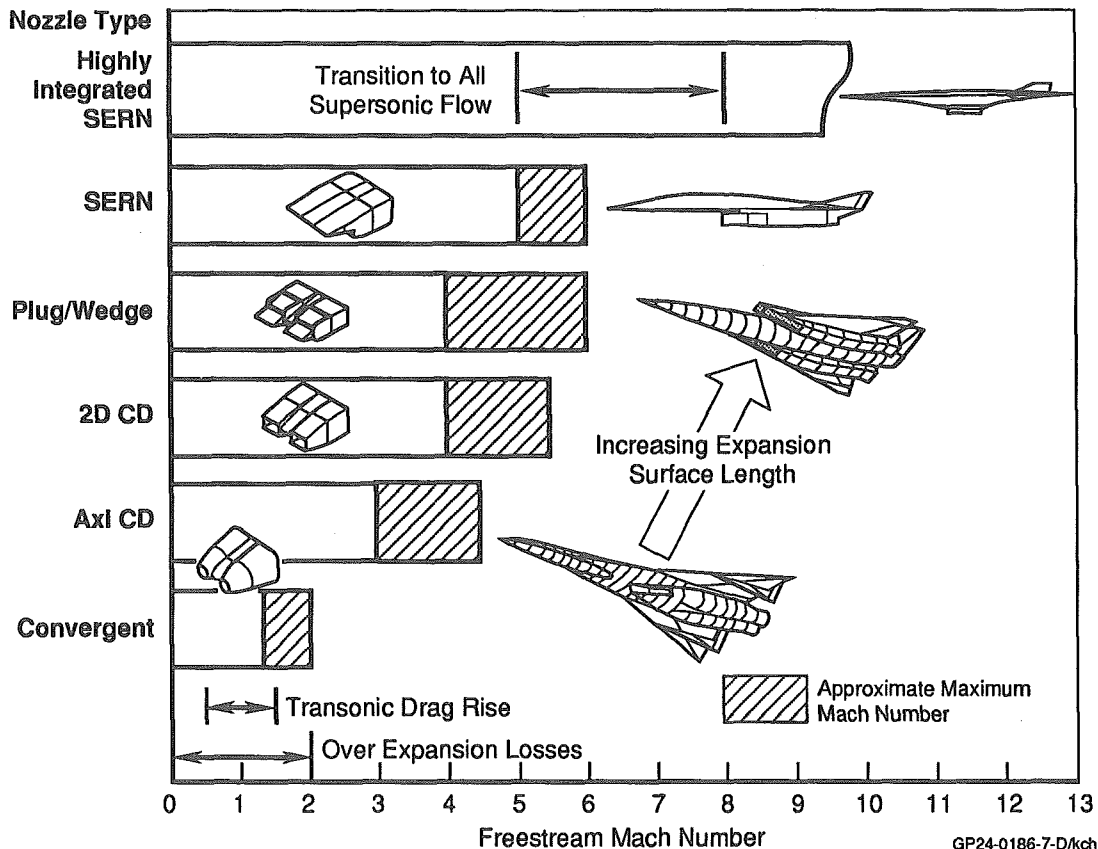 Nozzle Type
Highly
Integrated
SERN
Transition to All
Supersonic Flow
SERN
Plug/Wedge
2D CD
Increasing Expansion
Surface Length
Axl CD
Convergent
Approximate Maximum
Mach Number
Transonic Drag Rise
Over Expansion Losses
0 1 2 3 4 5 6 7 8 9 10 11 12 13
Freestream Mach Number
GP24-0186-7-D/kch